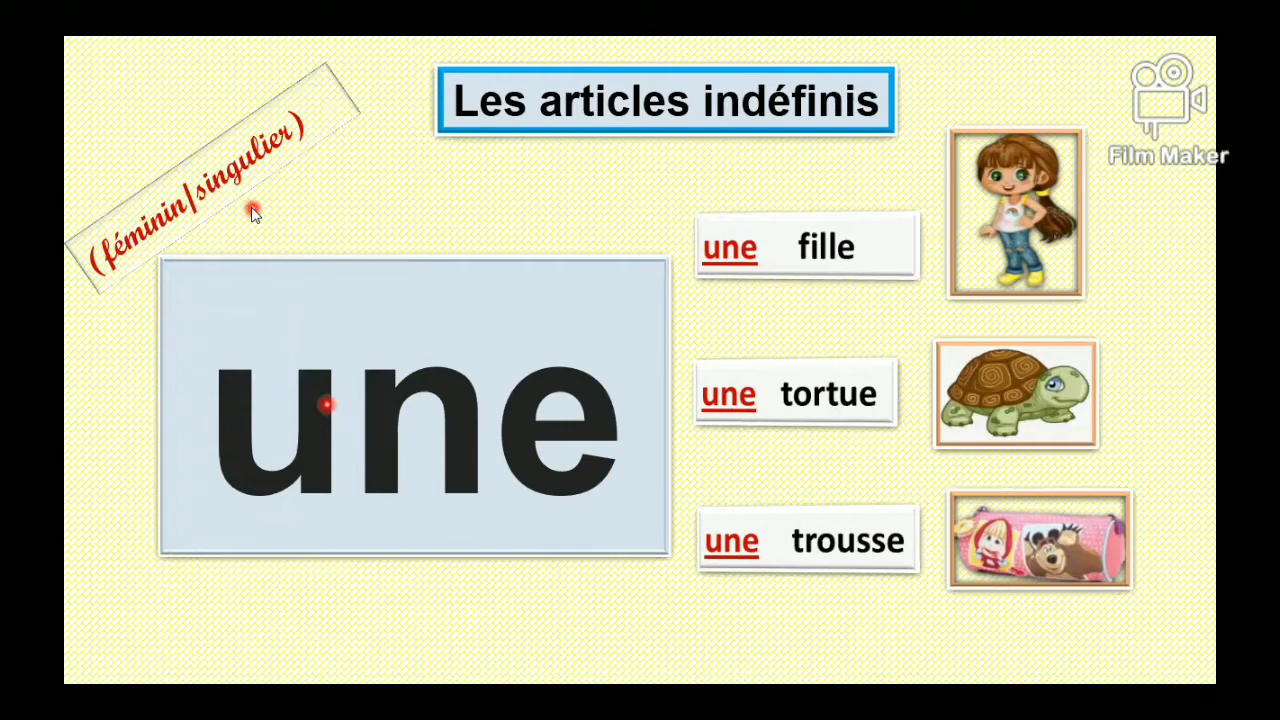 Les articles indéfinis
Film Maker
(féminin/singulier)
une
une fille
une tortue
une trousse